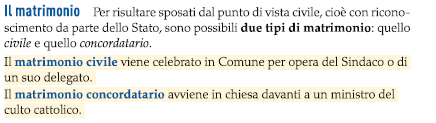 Il matrimonio Per risultare sposati dal punto di vista civile, cioè con ricono-
scimento da parte dello Stato, sono possibili due tipi di matrimonio: quello
civile e quello concordatario.
Il matrimonio civile viene celebrato in Comune per opera del Sindaco o di
un suo delegato.
Il matrimonio concordatario avviene in chiesa davanti a un ministro del
culto cattolico.